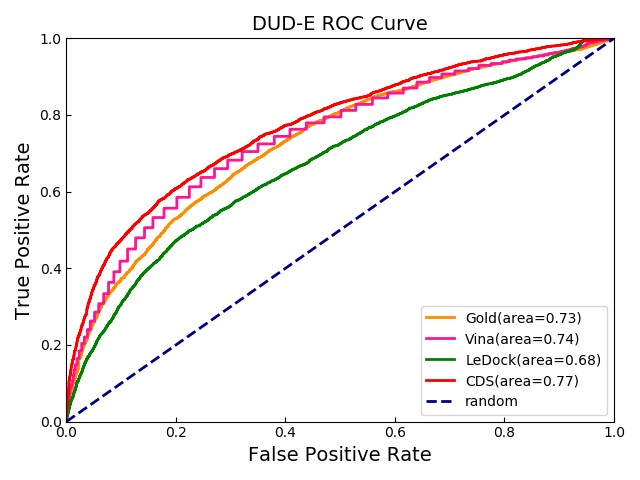 DUD-E ROC Curve
True Positive Rate
1.0
0.8
0.6
0.4
0.2
0.0
0.0 0.2 0.4 0.6 0.8 1.0
False Positive Rate
Gold(area=0.73)
Vina(area=0.74)
LeDock(area=0.68)
CDS(area=0.77)
random